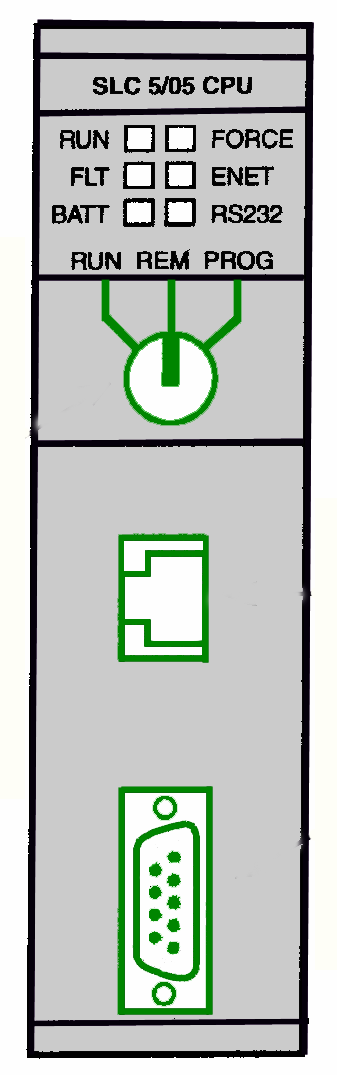 SLC 5/05 CPU
RUN FORCE
FLT ENET
BATT RS232
RUN REM PROG